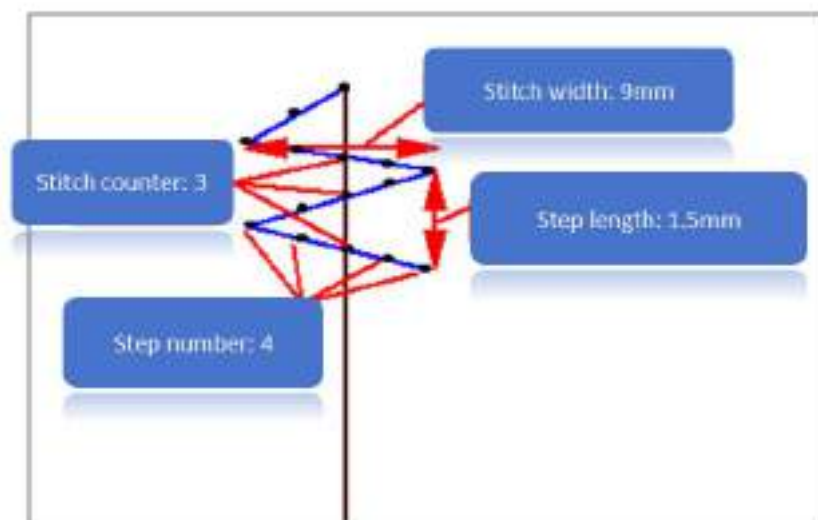 Stitch width: 9mm
Stitch counter: 3
Step length: 1.5mm
Step number: 4